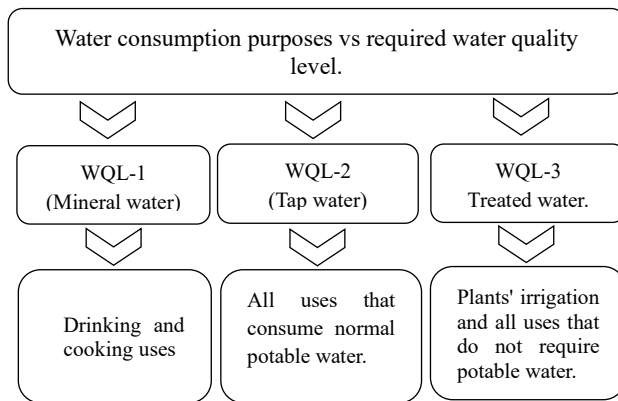 Water consumption purposes vs required water quality
level.
WQL-1
(Mineral water)
WQL-2
(Tap water)
WQL-3
Treated water.
Drinking and
cooking uses
All uses that
consume normal
potable water.
Plants' irrigation
and all uses that
do not require
potable water.